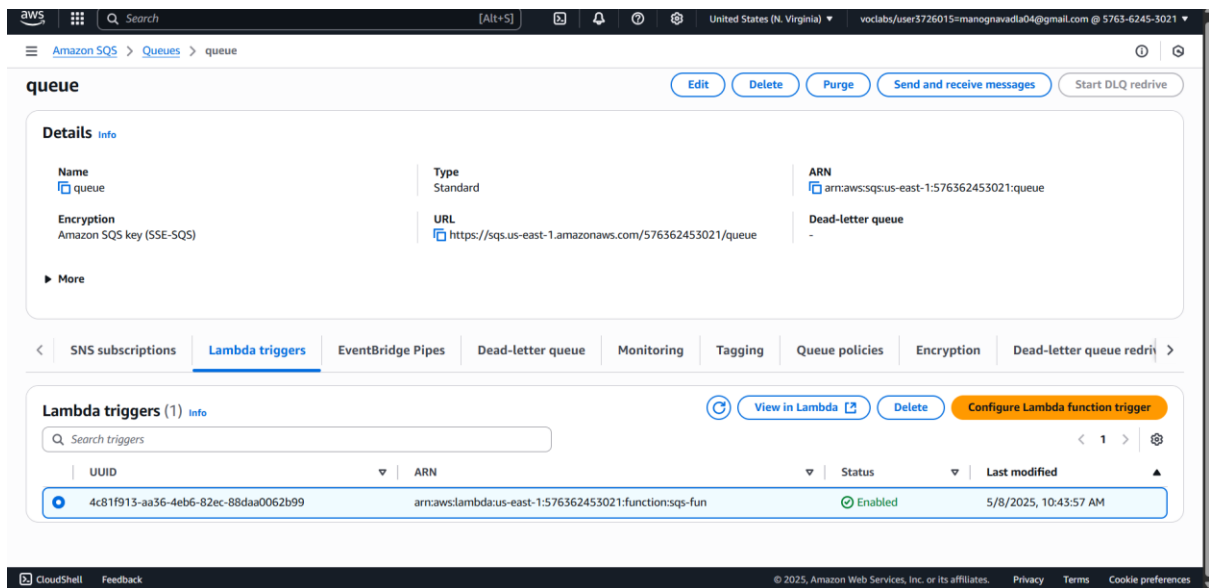 aws
Search [Alt+S] United States (N. Virginia) voclabs/user3726015=manognavadla04@gmail.com @ 5763-6245-3021
Amazon SQS > Queues > queue
queue Edit Delete Purge Send and receive messages Start DLQ redrive
Details Info
Name Type ARN
queue Standard arn:aws:sqs:us-east-1:576362453021:queue
Encryption URL Dead-letter queue
Amazon SQS key (SSE-SQS) https://sqs.us-east-1.amazonaws.com/576362453021/queue -
More
SNS subscriptions Lambda triggers EventBridge Pipes Dead-letter queue Monitoring Tagging Queue policies Encryption Dead-letter queue redriv
Lambda triggers (1) Info View in Lambda Delete Configure Lambda function trigger
Search triggers < 1 >
UUID ARN Status Last modified
4c81f913-aa36-4eb6-82ec-88daa0062b99 arn:aws:lambda:us-east-1:576362453021:function:sqs-fun Enabled 5/8/2025, 10:43:57 AM
CloudShell Feedback © 2025, Amazon Web Services, Inc. or its affiliates. Privacy Terms Cookie preferences